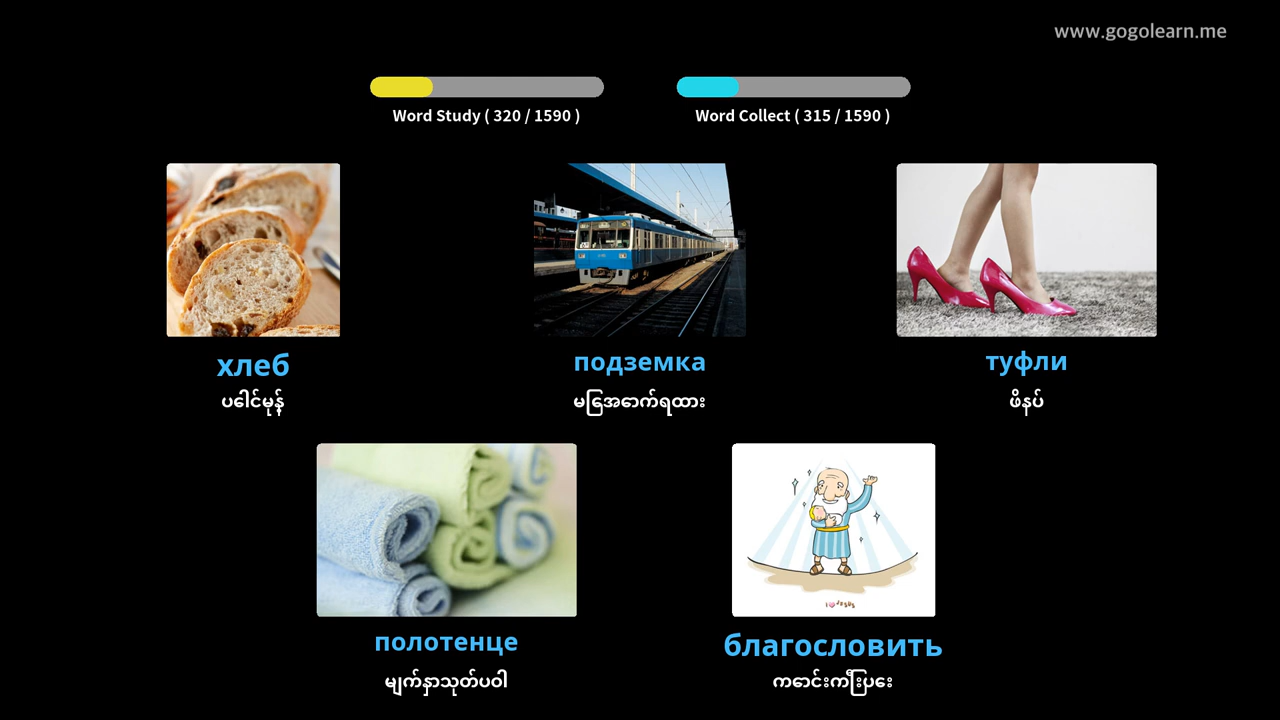 www.gogolearn.me
Word Study ( 320 / 1590 )
Word Collect ( 315 / 1590 )
хлеб
подземка
туфли
ပေါင်မုန့်
မြေအောက်ရထား
ဖိနပ်
I ♥ JESUS
полотенце
благословить
မျက်နှာသုတ်ပဝါ
ကောင်းကြီးပေး